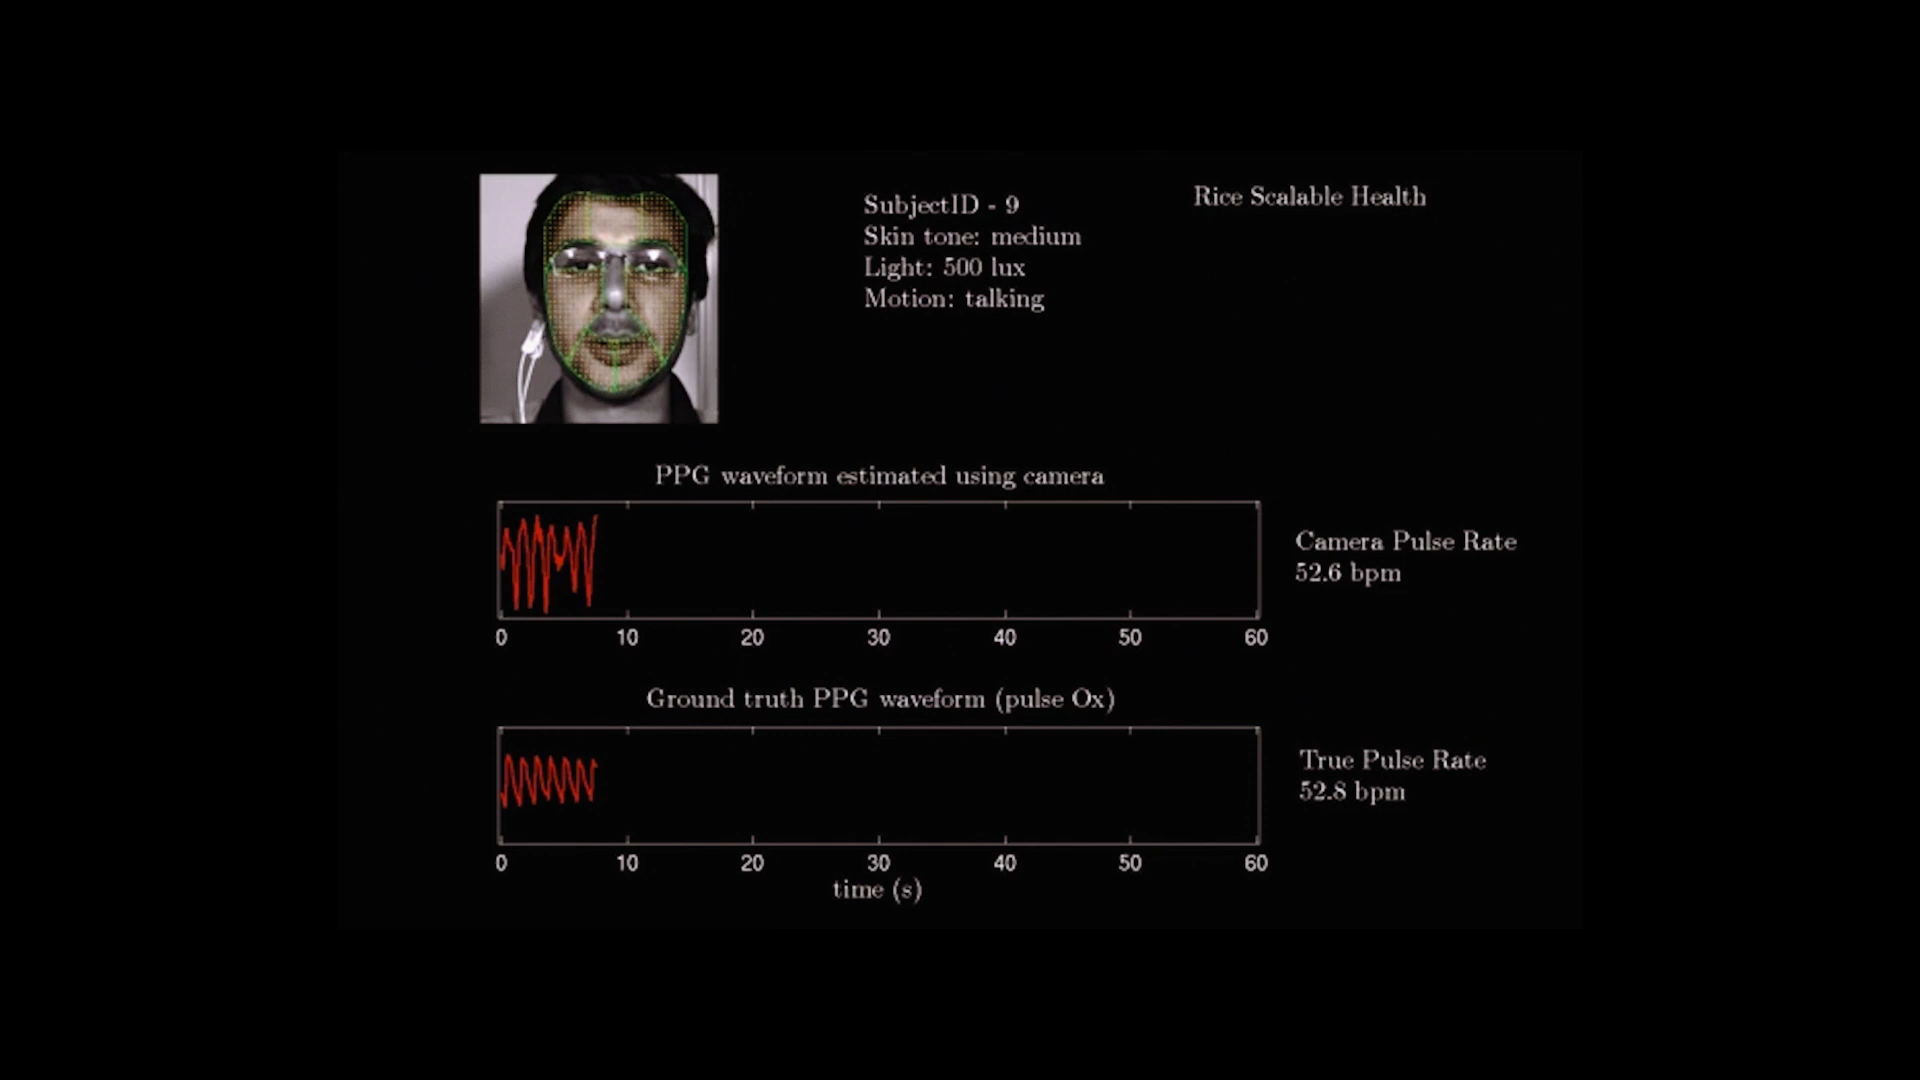 SubjectID - 9
Skin tone: medium
Light: 500 lux
Motion: talking
Rice Scalable Health
PPG waveform estimated using camera
0 10 20 30 40 50 60
Camera Pulse Rate
52.6 bpm
Ground truth PPG waveform (pulse Ox)
0 10 20 30 40 50 60
time (s)
True Pulse Rate
52.8 bpm